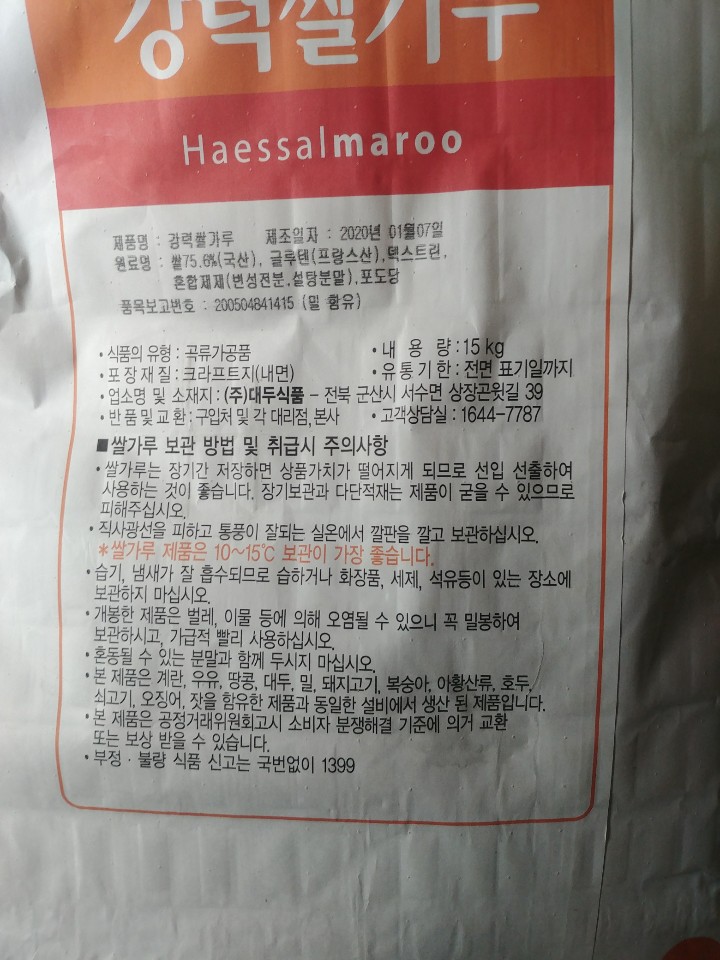 강력쌀가루
Haessalmaroo
제품명 : 강력쌀가루 제조일자 : 2020년 01월07일
원료명 : 쌀75.6%(국산), 글루텐(프랑스산),덱스트린,
혼합제제(변성전분,설탕분말),포도당
품목보고번호 : 200504841415 (밀 함유)
• 식품의 유형 : 곡류가공품 • 내 용 량 : 15 kg
• 포 장 재 질 : 크라프트지(내면) • 유 통 기 한 : 전면 표기일까지
• 업소명 및 소재지 : (주)대두식품 – 전북 군산시 서수면 상장곤윗길 39
• 반 품 및 교 환 : 구입처 및 각 대리점, 본사 • 고객상담실 : 1644-7787
■ 쌀가루 보관 방법 및 취급시 주의사항
• 쌀가루는 장기간 저장하면 상품가치가 떨어지게 되므로 선입 선출하여
사용하는 것이 좋습니다. 장기보관과 다단적재는 제품이 굳을 수 있으므로
피해주십시오.
• 직사광선을 피하고 통풍이 잘되는 실온에서 깔판을 깔고 보관하십시오.
*쌀가루 제품은 10~15℃ 보관이 가장 좋습니다.
• 습기, 냄새가 잘 흡수되므로 습하거나 화장품, 세제, 석유등이 있는 장소에
보관하지 마십시오.
• 개봉한 제품은 벌레, 이물 등에 의해 오염될 수 있으니 꼭 밀봉하여
보관하시고, 가급적 빨리 사용하십시오.
• 혼동될 수 있는 분말과 함께 두시지 마십시오.
• 본 제품은 계란, 우유, 땅콩, 대두, 밀, 돼지고기, 복숭아, 아황산류, 호두,
쇠고기, 오징어, 잣을 함유한 제품과 동일한 설비에서 생산 된 제품입니다.
• 본 제품은 공정거래위원회고시 소비자 분쟁해결 기준에 의거 교환
또는 보상 받을 수 있습니다.
• 부정 · 불량 식품 신고는 국번없이 1399